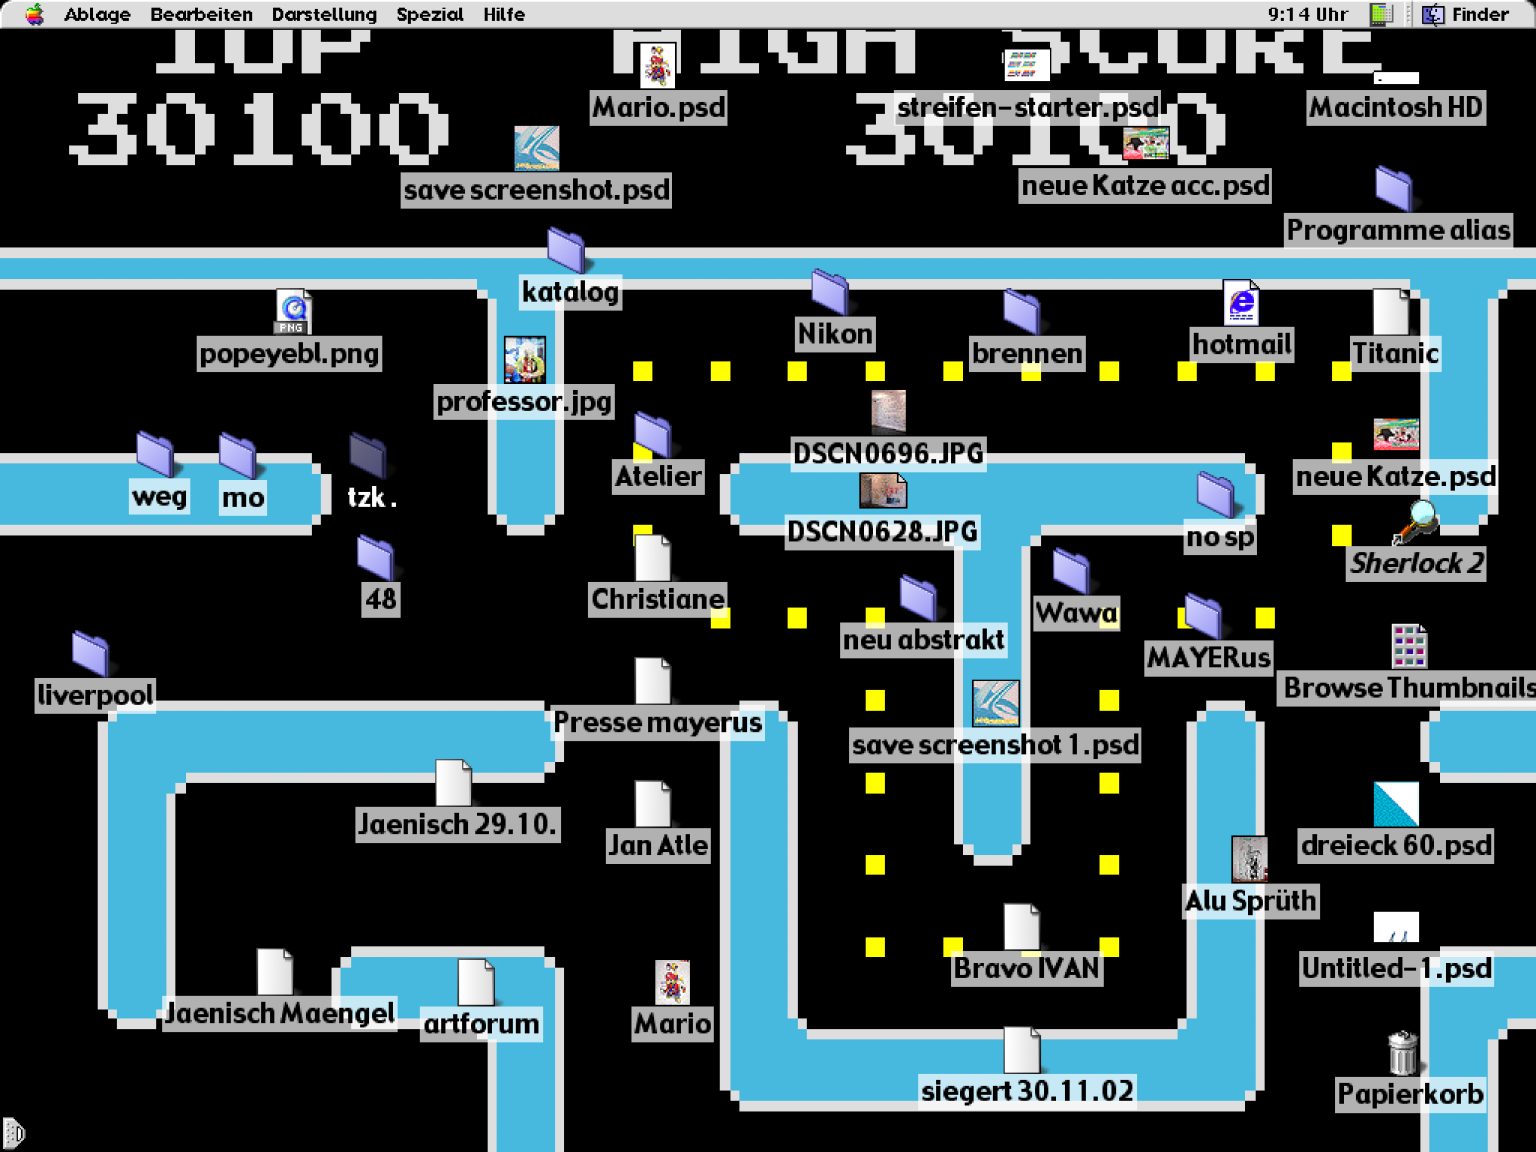 Ablage Bearbeiten Darstellung Spezial Hilfe 9:14 Uhr Finder
TOP HIGH SCORE
30100 30100
Mario.psd
streifen-starter.psd
Macintosh HD
save screenshot.psd
neue Katze acc.psd
Programme alias
katalog
Nikon
brennen
hotmail
Titanic
PNG
popeyebl.png
professor.jpg
DSCN0696.JPG
Atelier
neue Katze.psd
weg
mo
tzk .
DSCN0628.JPG
no sp
Sherlock 2
48
Christiane
Wawa
neu abstrakt
MAYERus
liverpool
Browse Thumbnails
Presse mayerus
save screenshot 1.psd
Jaenisch 29.10.
Jan Atle
dreieck 60.psd
Alu Sprüth
Bravo IVAN
Untitled-1.psd
Jaenisch Maengel
artforum
Mario
siegert 30.11.02
Papierkorb